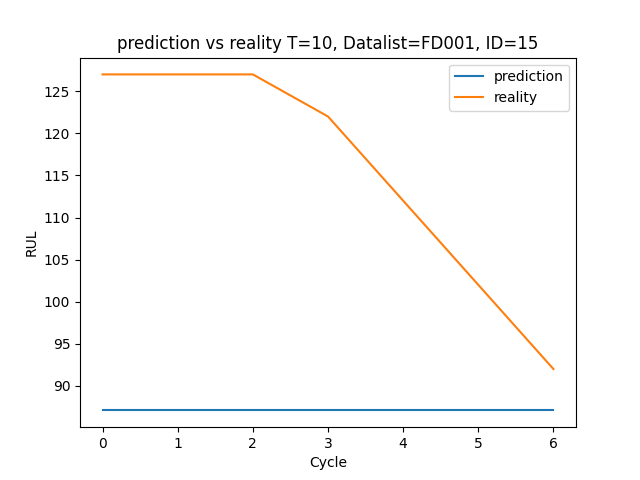 prediction vs reality T=10, Datalist=FD001, ID=15
prediction
reality
125
120
115
110
105
100
95
90
RUL
0 1 2 3 4 5 6
Cycle